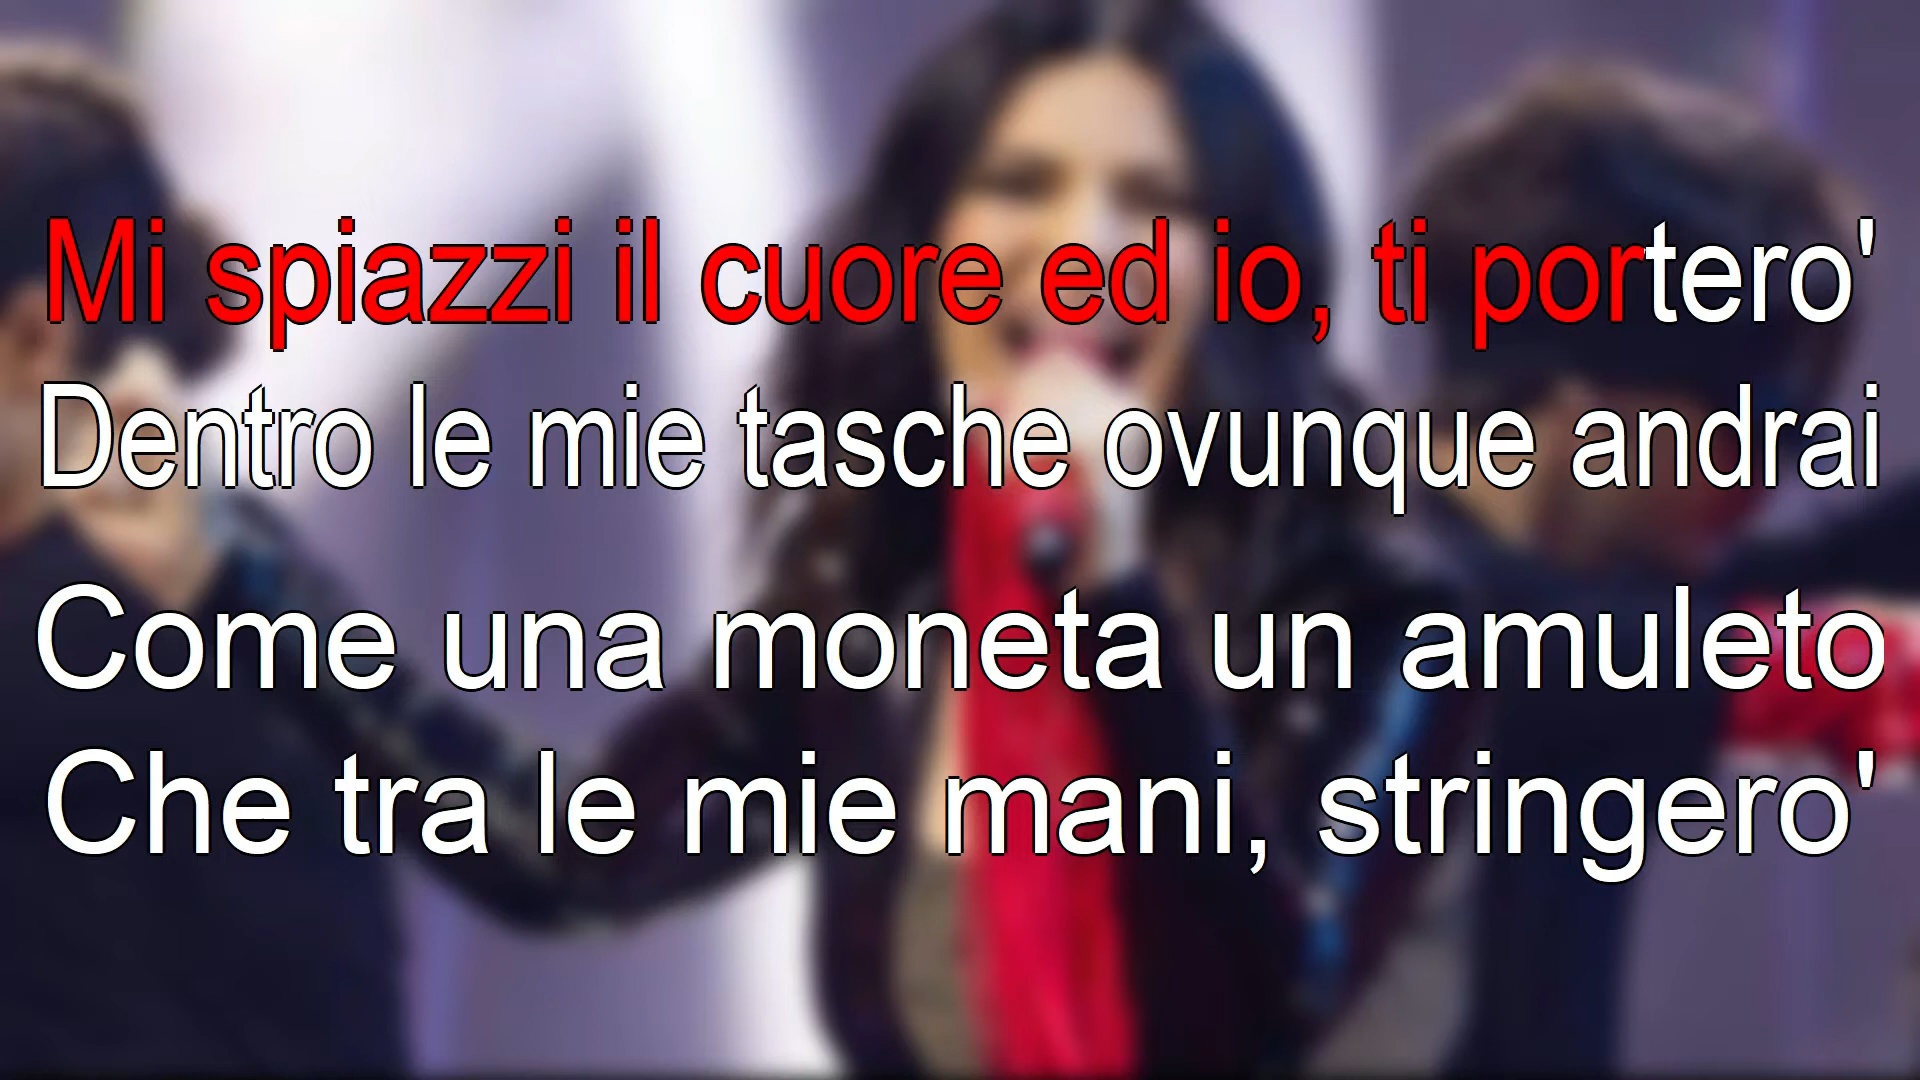 Mi spiazzi il cuore ed io, ti portero'
Dentro le mie tasche ovunque andrai
Come una moneta un amuleto
Che tra le mie mani, stringero'